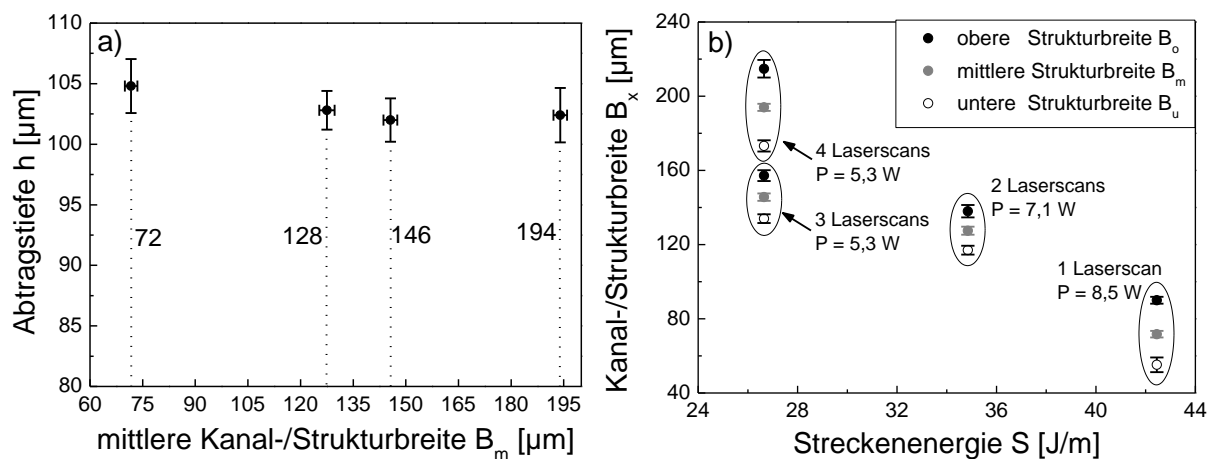 a)
Abtragstiefe h [µm]
110
105
100
95
90
85
80
72
128
146
194
60 75 90 105 120 135 150 165 180 195
mittlere Kanal-/Strukturbreite B_m [µm]
b)
Kanal-/Strukturbreite B_x [µm]
240
200
160
120
80
40
obere Strukturbreite B_o
mittlere Strukturbreite B_m
untere Strukturbreite B_u
4 Laserscans
P = 5,3 W
3 Laserscans
P = 5,3 W
2 Laserscans
P = 7,1 W
1 Laserscan
P = 8,5 W
24 28 32 36 40 44
Streckenenergie S [J/m]